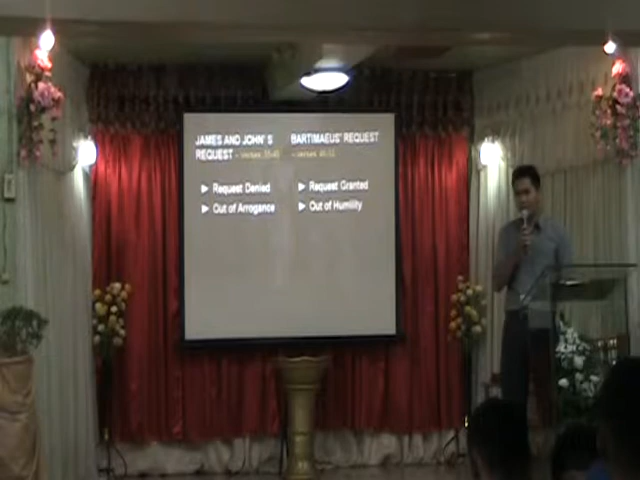 JAMES AND JOHN' S
REQUEST - verses 35-45
► Request Denied
► Out of Arrogance
BARTIMAEUS' REQUEST
- verses 46-52
► Request Granted
► Out of Humility